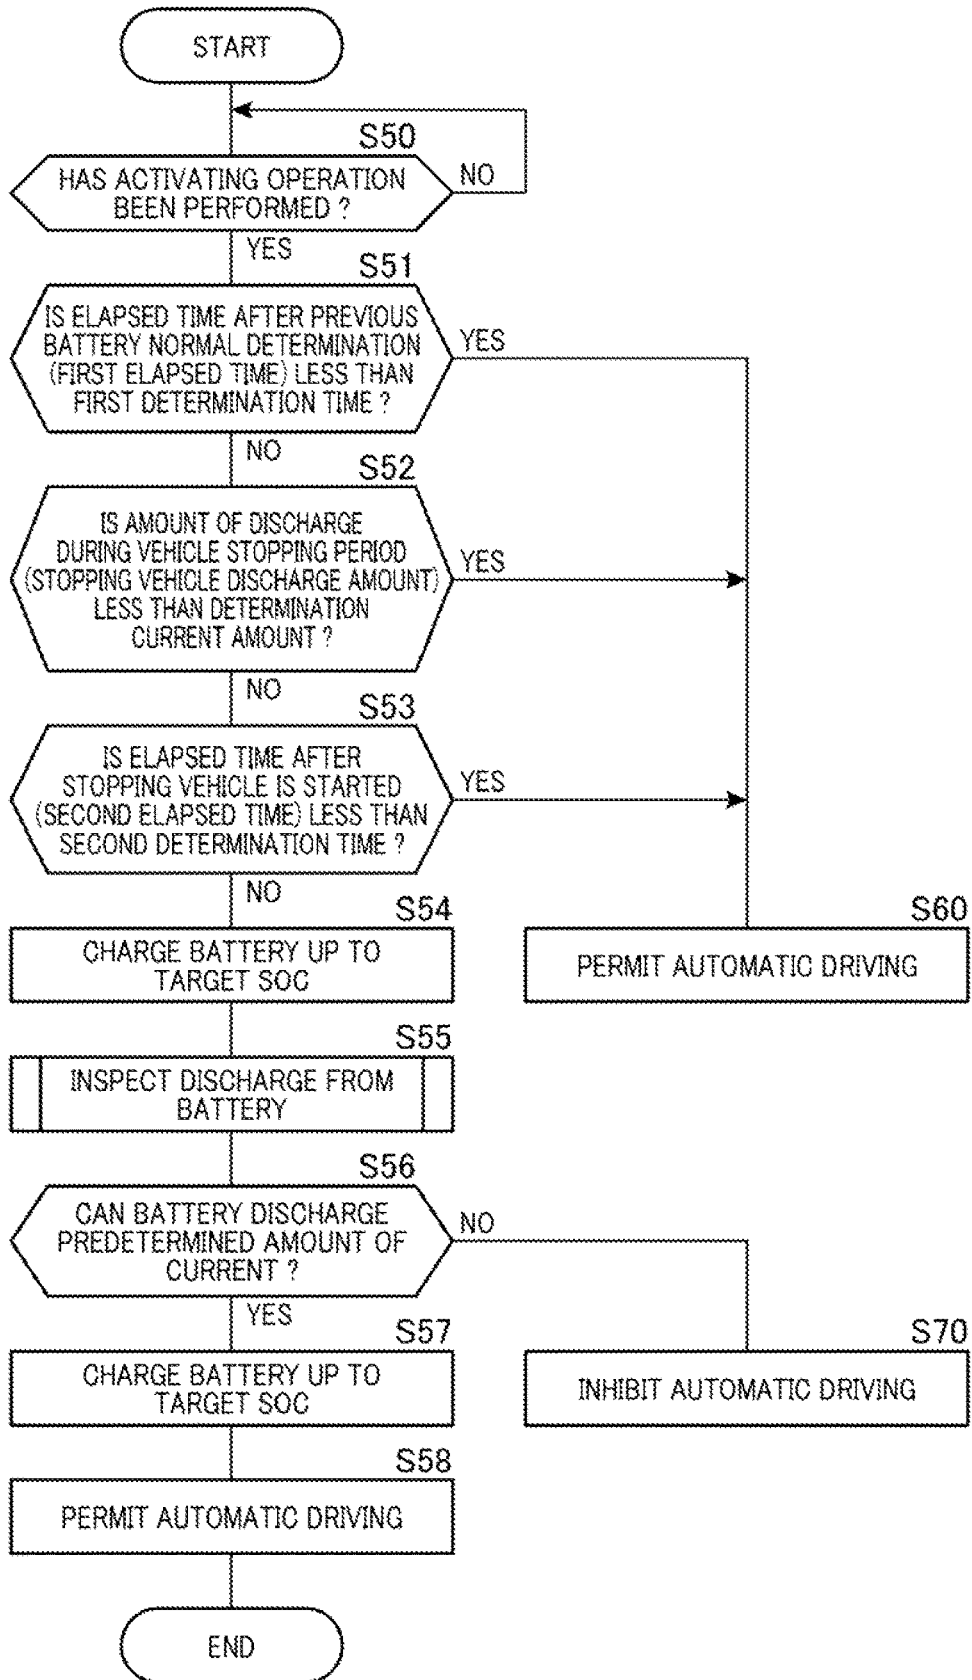 START
S50
HAS ACTIVATING OPERATION
BEEN PERFORMED ?
NO
YES
S51
IS ELAPSED TIME AFTER PREVIOUS
BATTERY NORMAL DETERMINATION
(FIRST ELAPSED TIME) LESS THAN
FIRST DETERMINATION TIME ?
YES
NO
S52
IS AMOUNT OF DISCHARGE
DURING VEHICLE STOPPING PERIOD
(STOPPING VEHICLE DISCHARGE AMOUNT)
LESS THAN DETERMINATION
CURRENT AMOUNT ?
YES
NO
S53
IS ELAPSED TIME AFTER
STOPPING VEHICLE IS STARTED
(SECOND ELAPSED TIME) LESS THAN
SECOND DETERMINATION TIME ?
YES
NO
S54
CHARGE BATTERY UP TO
TARGET SOC
S60
PERMIT AUTOMATIC DRIVING
S55
INSPECT DISCHARGE FROM
BATTERY
S56
CAN BATTERY DISCHARGE
PREDETERMINED AMOUNT OF
CURRENT ?
NO
YES
S57
CHARGE BATTERY UP TO
TARGET SOC
S70
INHIBIT AUTOMATIC DRIVING
S58
PERMIT AUTOMATIC DRIVING
END